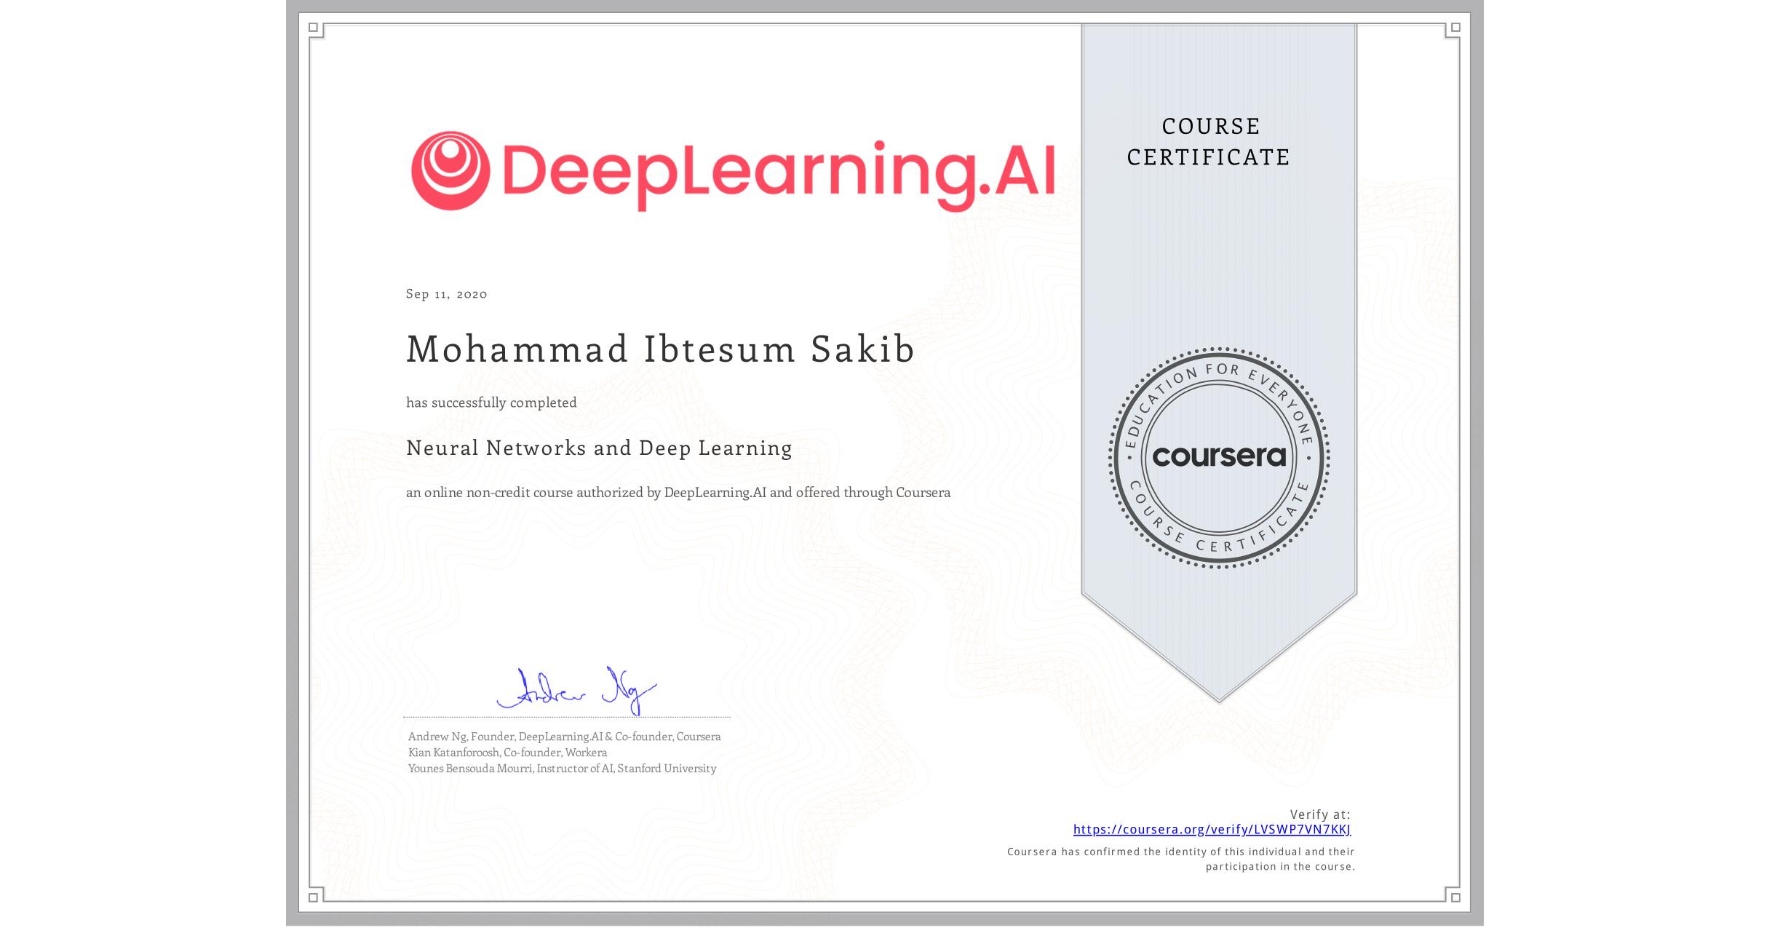 DeepLearning.AI
COURSE
CERTIFICATE
Sep 11, 2020
Mohammad Ibtesum Sakib
has successfully completed
Neural Networks and Deep Learning
an online non-credit course authorized by DeepLearning.AI and offered through Coursera
EDUCATION FOR EVERYONE
coursera
COURSE CERTIFICATE
Andrew Ng
Andrew Ng, Founder, DeepLearning.AI & Co-founder, Coursera
Kian Katanforoosh, Co-founder, Workera
Younes Bensouda Mourri, Instructor of AI, Stanford University
Verify at:
https://coursera.org/verify/LVSWP7VN7KKJ
Coursera has confirmed the identity of this individual and their
participation in the course.